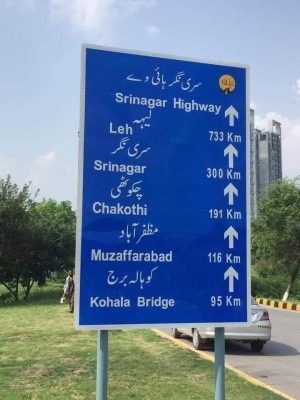 سری نگر ہائی وے
Srinagar Highway
لیہہ
Leh 733 Km
سری نگر
Srinagar 300 Km
چکوٹھی
Chakothi 191 Km
مظفر آباد
Muzaffarabad 116 Km
کوہالہ برج
Kohala Bridge 95 Km